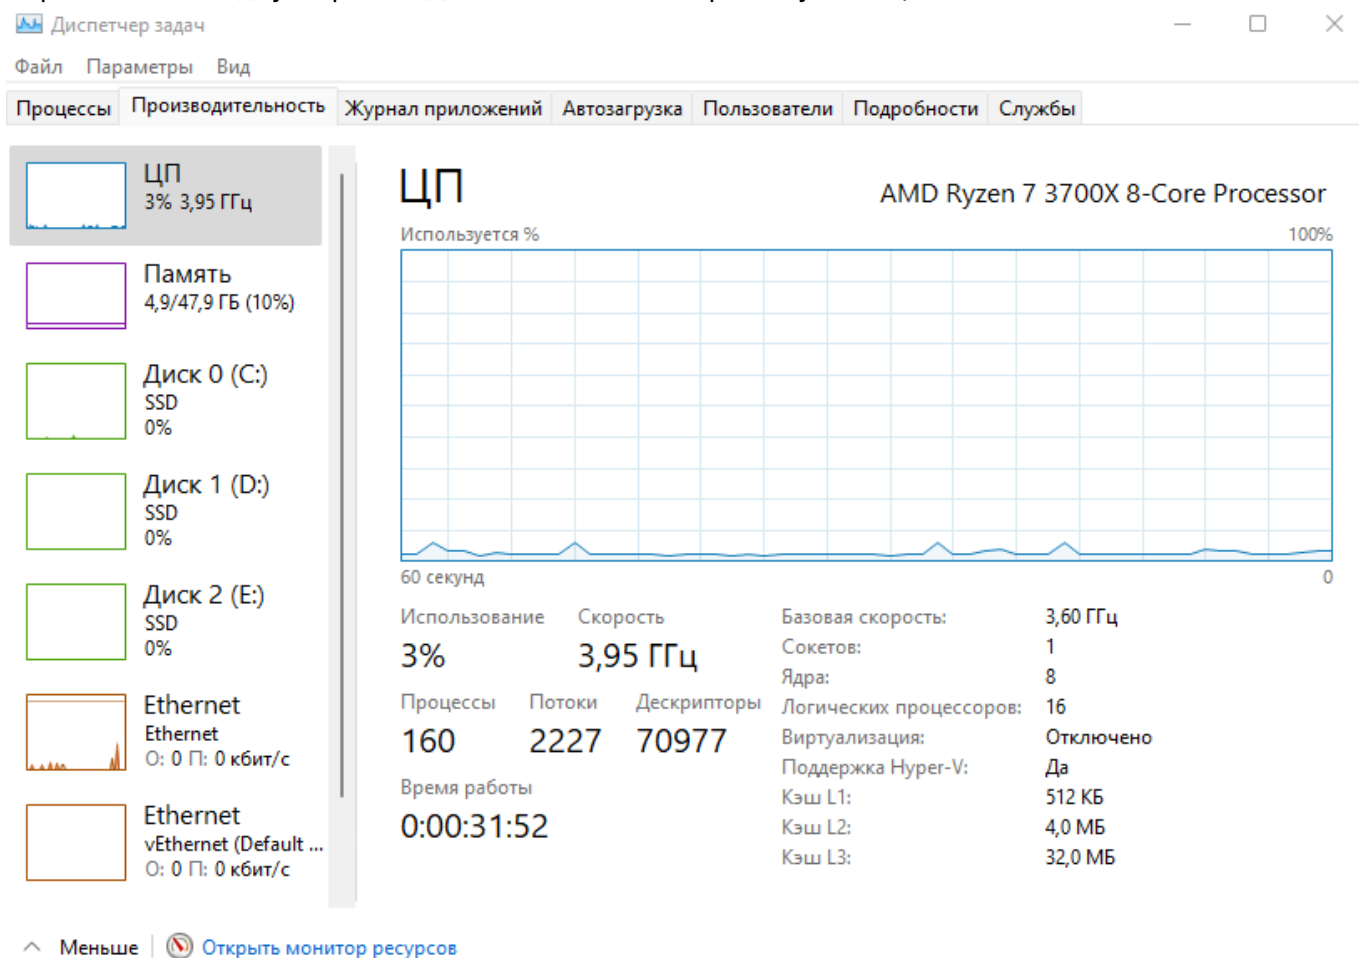 Диспетчер задач
Файл Параметры Вид
Процессы Производительность Журнал приложений Автозагрузка Пользователи Подробности Службы
ЦП
3% 3,95 ГГц
Память
4,9/47,9 ГБ (10%)
Диск 0 (C:)
SSD
0%
Диск 1 (D:)
SSD
0%
Диск 2 (E:)
SSD
0%
Ethernet
Ethernet
О: 0 П: 0 кбит/с
Ethernet
vEthernet (Default ...
О: 0 П: 0 кбит/с
ЦП
AMD Ryzen 7 3700X 8-Core Processor
Используется % 100%
60 секунд 0
Использование Скорость
3% 3,95 ГГц
Процессы Потоки Дескрипторы
160 2227 70977
Время работы
0:00:31:52
Базовая скорость: 3,60 ГГц
Сокетов: 1
Ядра: 8
Логических процессоров: 16
Виртуализация: Отключено
Поддержка Hyper-V: Да
Кэш L1: 512 КБ
Кэш L2: 4,0 МБ
Кэш L3: 32,0 МБ
Меньше Открыть монитор ресурсов